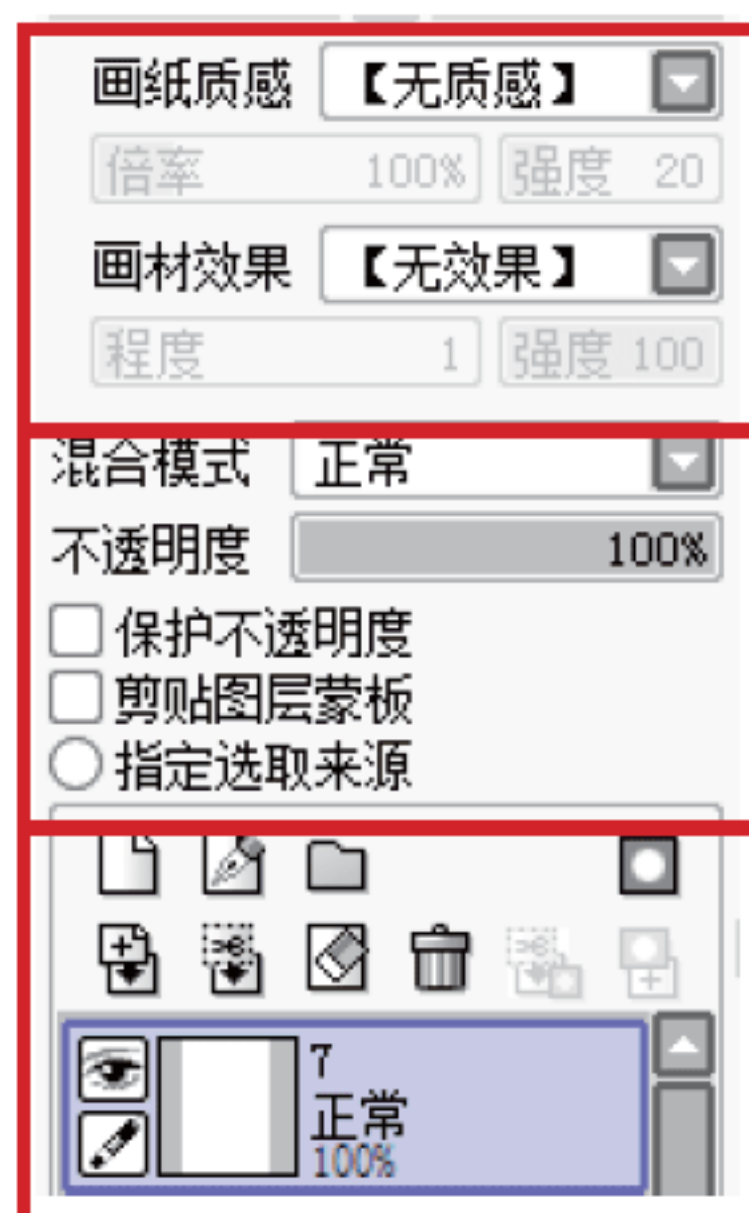 画纸质感 【无质感】
倍率 100% 强度 20
画材效果 【无效果】
程度 1 强度 100
混合模式 正常
不透明度 100%
保护不透明度
剪贴图层蒙板
指定选取来源
7
正常
100%